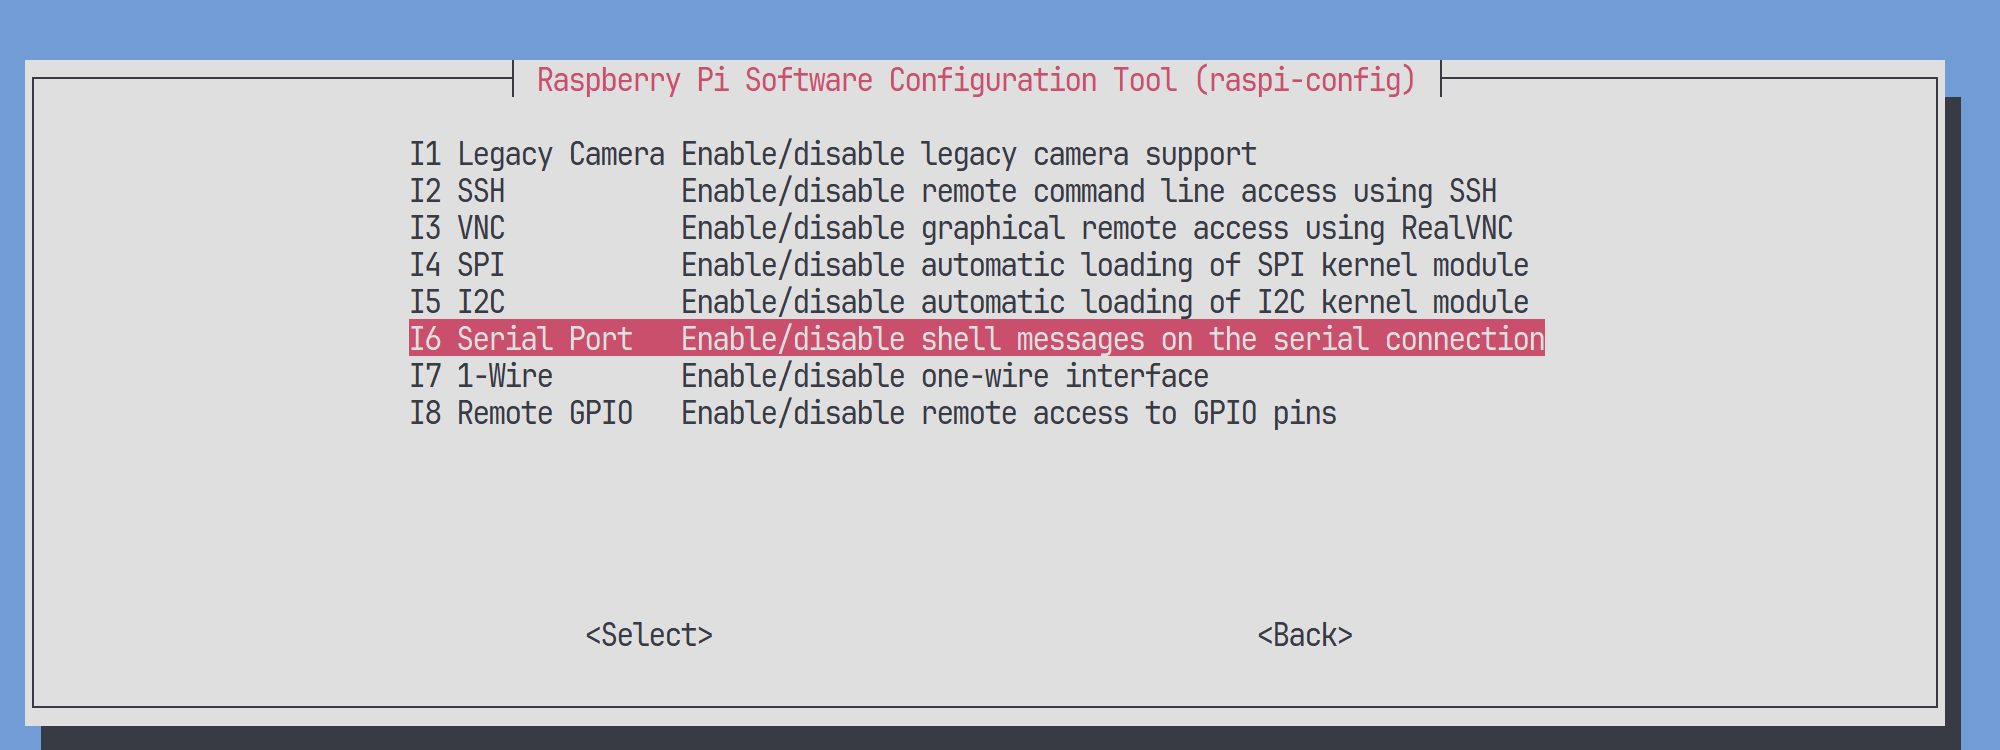 Raspberry Pi Software Configuration Tool (raspi-config)
I1 Legacy Camera Enable/disable legacy camera support
I2 SSH Enable/disable remote command line access using SSH
I3 VNC Enable/disable graphical remote access using RealVNC
I4 SPI Enable/disable automatic loading of SPI kernel module
I5 I2C Enable/disable automatic loading of I2C kernel module
I6 Serial Port Enable/disable shell messages on the serial connection
I7 1-Wire Enable/disable one-wire interface
I8 Remote GPIO Enable/disable remote access to GPIO pins
<Select> <Back>